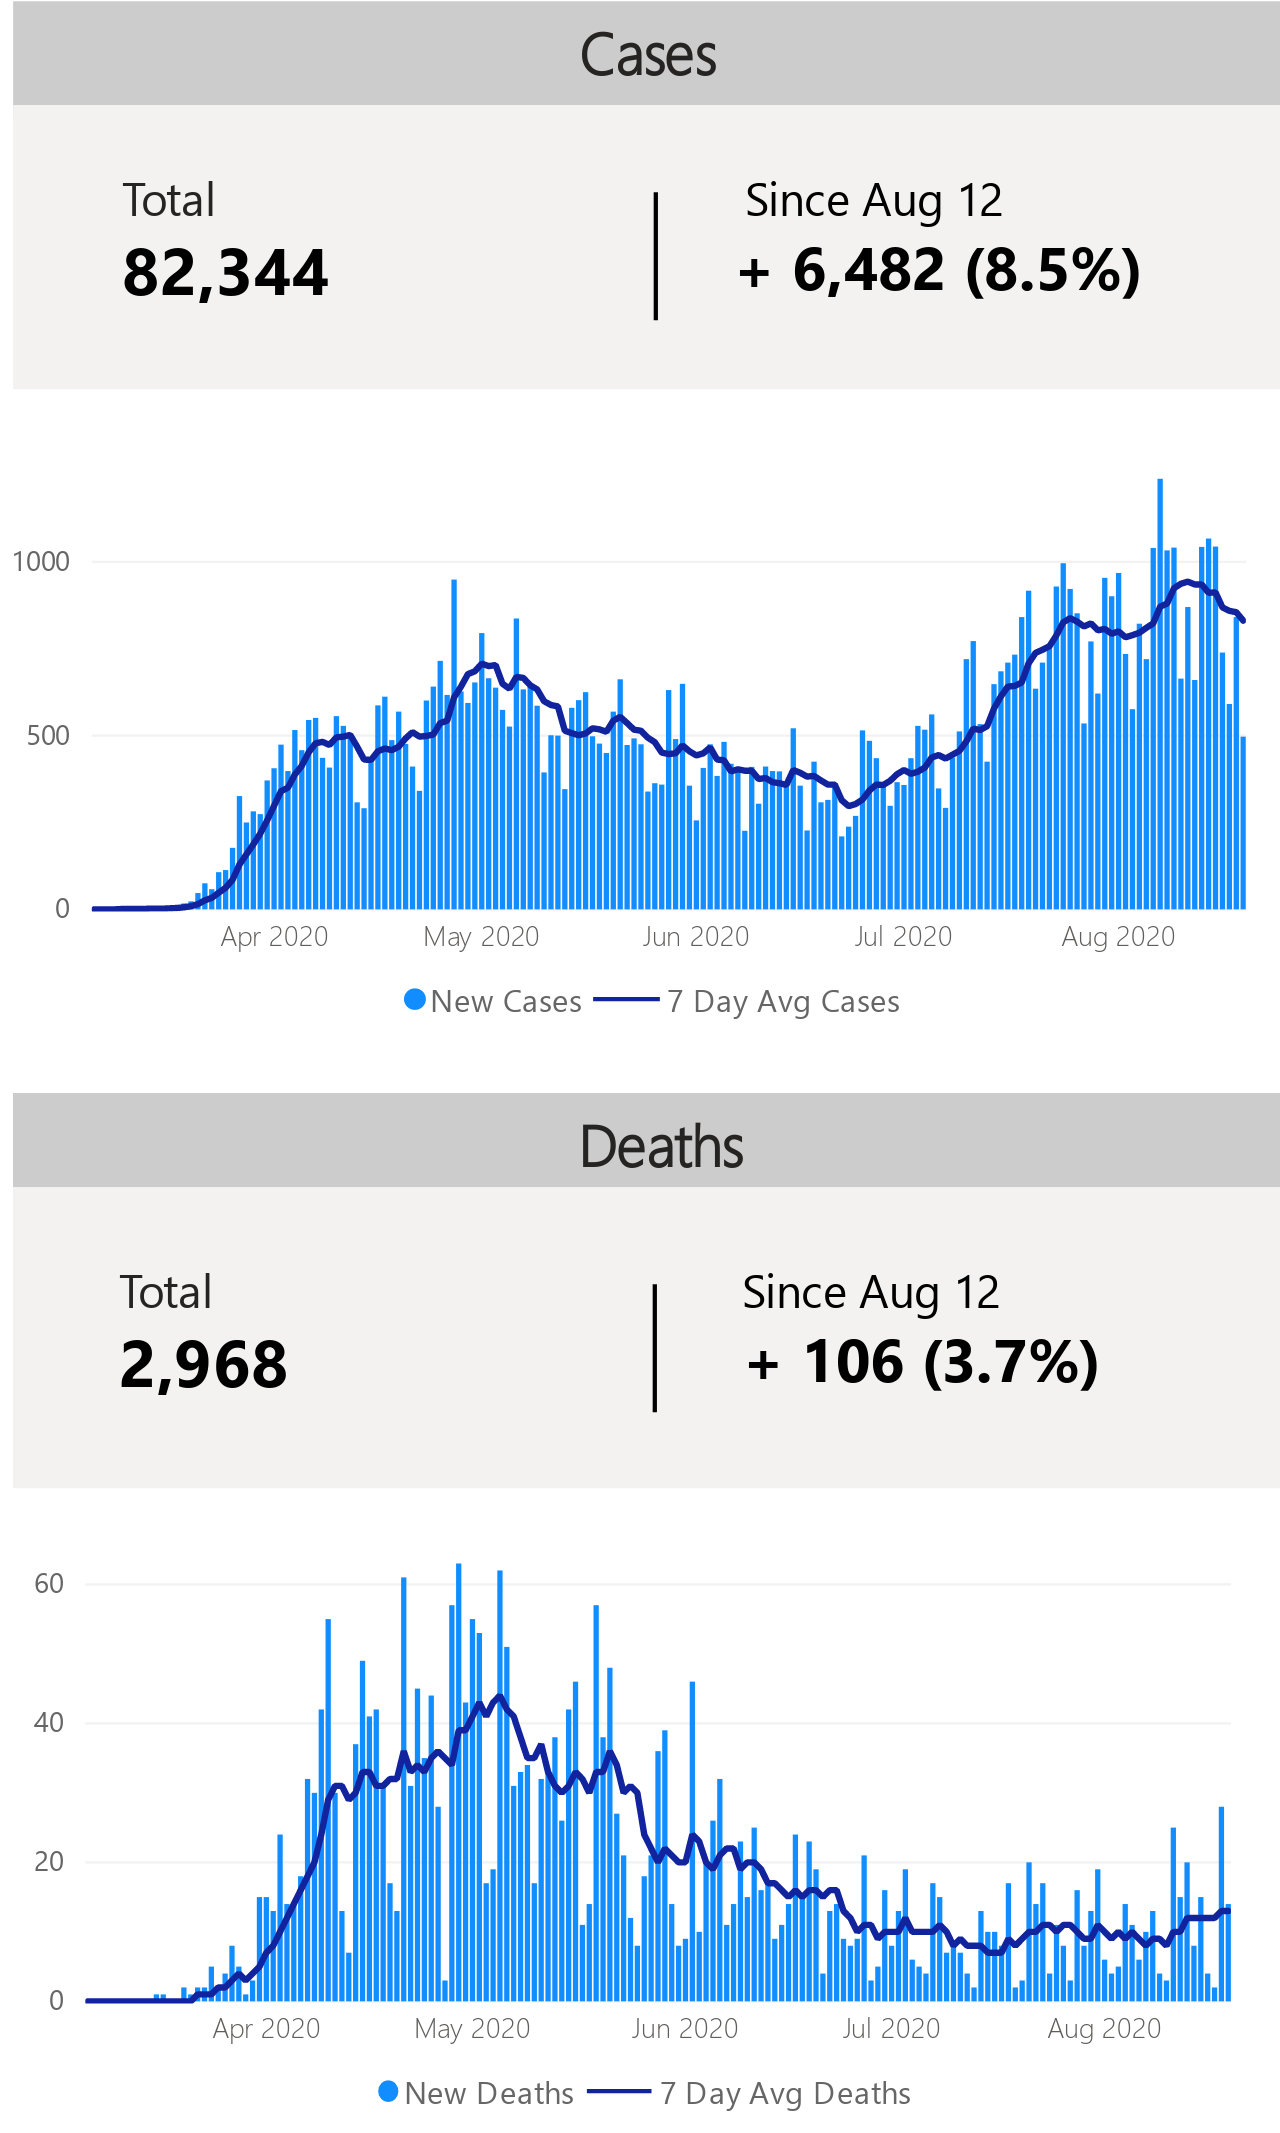 Cases
Total
Since Aug 12
82,344
+ 6,482 (8.5%)
1000
500
0
Apr 2020
May 2020
Jun 2020
Jul 2020
Aug 2020
New Cases
7 Day Avg Cases
Deaths
Total
Since Aug 12
2,968
+ 106 (3.7%)
60
40
20
0
Apr 2020
May 2020
Jun 2020
Jul 2020
Aug 2020
New Deaths
7 Day Avg Deaths